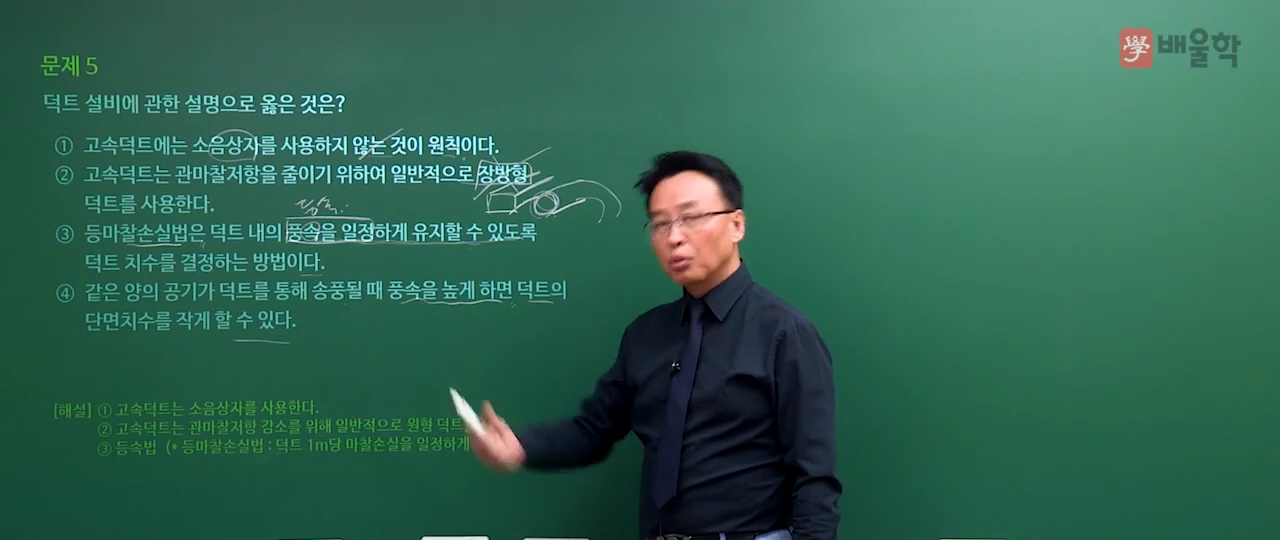 學 배울학
문제 5
덕트 설비에 관한 설명으로 옳은 것은?
① 고속덕트에는 소음상자를 사용하지 않는 것이 원칙이다.
② 고속덕트는 관마찰저항을 줄이기 위하여 일반적으로 장방형
덕트를 사용한다.
③ 등마찰손실법은 덕트 내의 풍속을 일정하게 유지할 수 있도록
덕트 치수를 결정하는 방법이다.
④ 같은 양의 공기가 덕트를 통해 송풍될 때 풍속을 높게 하면 덕트의
단면치수를 작게 할 수 있다.
[해설] ① 고속덕트는 소음상자를 사용한다.
② 고속덕트는 관마찰저항 감소를 위해 일반적으로 원형 덕트
③ 등속법 (* 등마찰손실법 : 덕트 1m당 마찰손실을 일정하게